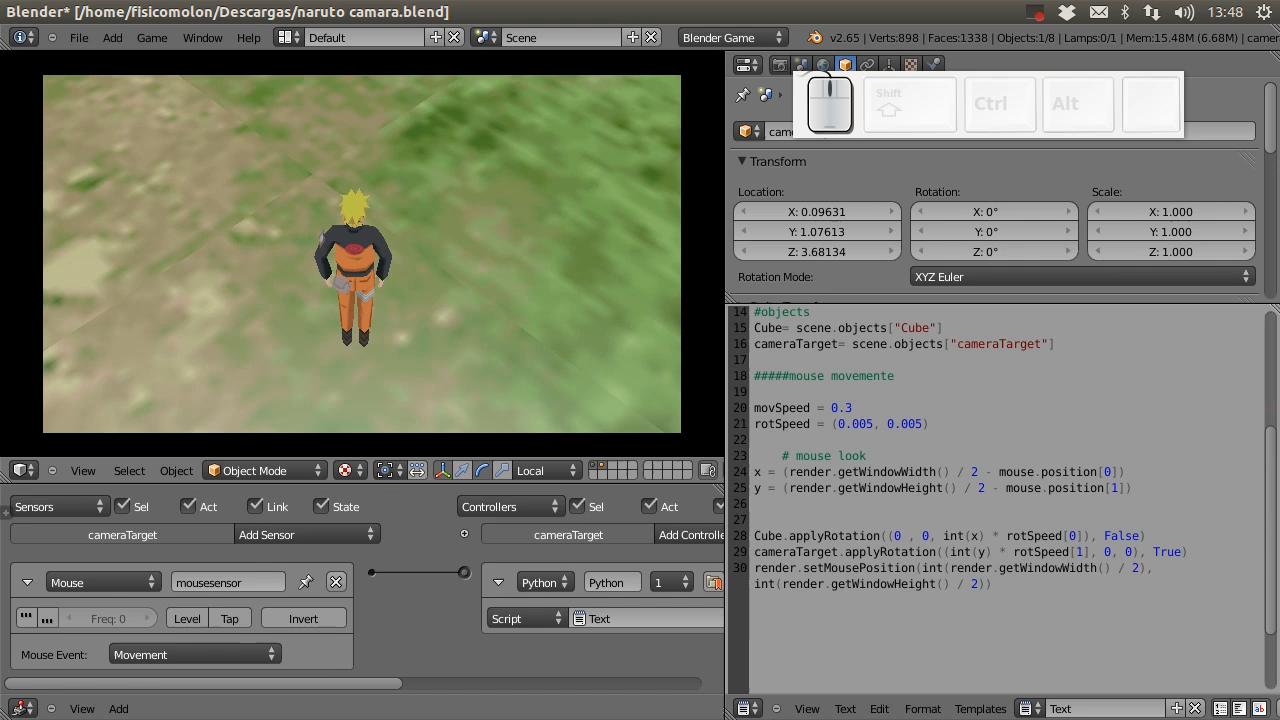 Blender* [/home/fisicomolon/Descargas/naruto camara.blend]
13:48
File Add Game Window Help Default Scene Blender Game v2.65 | Verts:898 | Faces:1338 | Objects:1/8 | Lamps:0/1 | Mem:15.48M (6.68M) | camer
Shift Ctrl Alt
came
Transform
Location: Rotation: Scale:
X: 0.09631 X: 0° X: 1.000
Y: 1.07613 Y: 0° Y: 1.000
Z: 3.68134 Z: 0° Z: 1.000
Rotation Mode: XYZ Euler
14 #objects
15 Cube= scene.objects["Cube"]
16 cameraTarget= scene.objects["cameraTarget"]
17
18 #####mouse movemente
19
20 movSpeed = 0.3
21 rotSpeed = (0.005, 0.005)
22
23 # mouse look
24 x = (render.getWindowWidth() / 2 - mouse.position[0])
25 y = (render.getWindowHeight() / 2 - mouse.position[1])
26
27
28 Cube.applyRotation((0 , 0, int(x) * rotSpeed[0]), False)
29 cameraTarget.applyRotation((int(y) * rotSpeed[1], 0, 0), True)
30 render.setMousePosition(int(render.getWindowWidth() / 2),
int(render.getWindowHeight() / 2))
View Select Object Object Mode Local
Sensors Sel Act Link State Controllers Sel Act
cameraTarget Add Sensor cameraTarget Add Controlle
Mouse mousesensor Python Python 1
Freq: 0 Level Tap Invert Script Text
Mouse Event: Movement
View Add
View Text Edit Format Templates Text